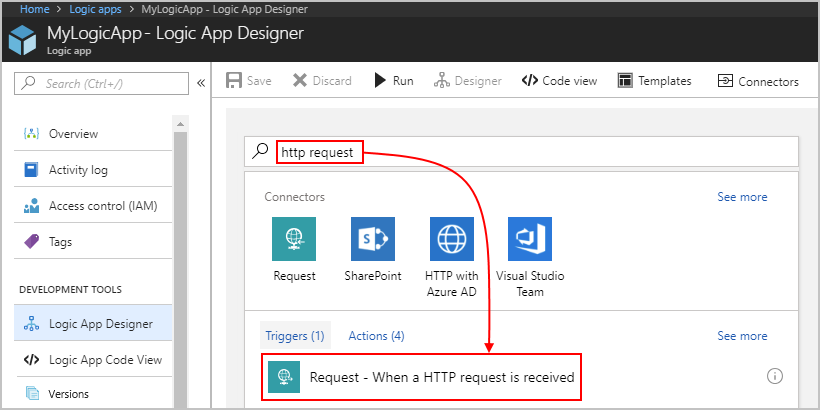 Home > Logic apps > MyLogicApp - Logic App Designer
MyLogicApp - Logic App Designer
Logic app
Search (Ctrl+/)
«
Overview
Activity log
Access control (IAM)
Tags
DEVELOPMENT TOOLS
Logic App Designer
Logic App Code View
Versions
Save
Discard
Run
Designer
Code view
Templates
Connectors
http request
Connectors
See more
Request
SharePoint
HTTP with
Azure AD
Visual Studio
Team
Triggers (1)
Actions (4)
See more
Request - When a HTTP request is received